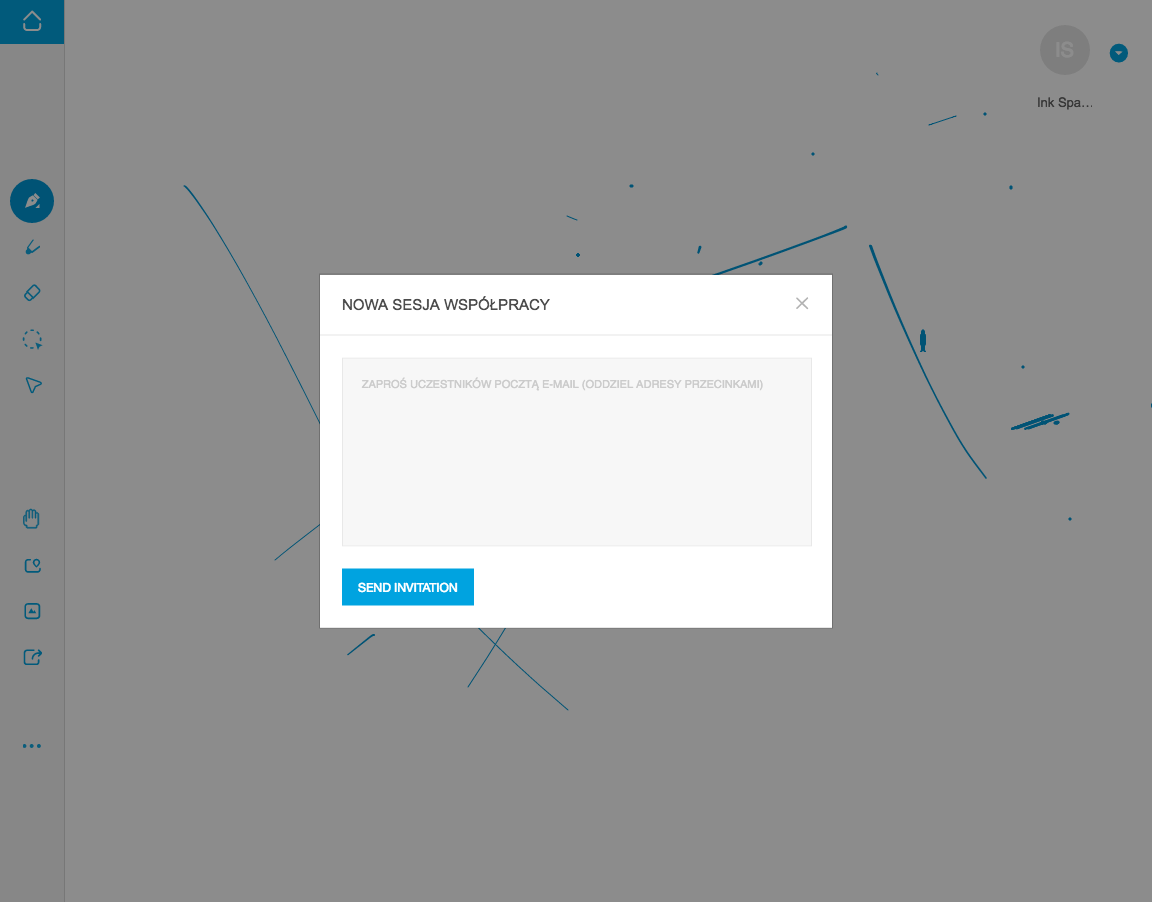 IS
Ink Spa...
NOWA SESJA WSPÓŁPRACY
ZAPROŚ UCZESTNIKÓW POCZTĄ E-MAIL (ODDZIEL ADRESY PRZECINKAMI)
SEND INVITATION